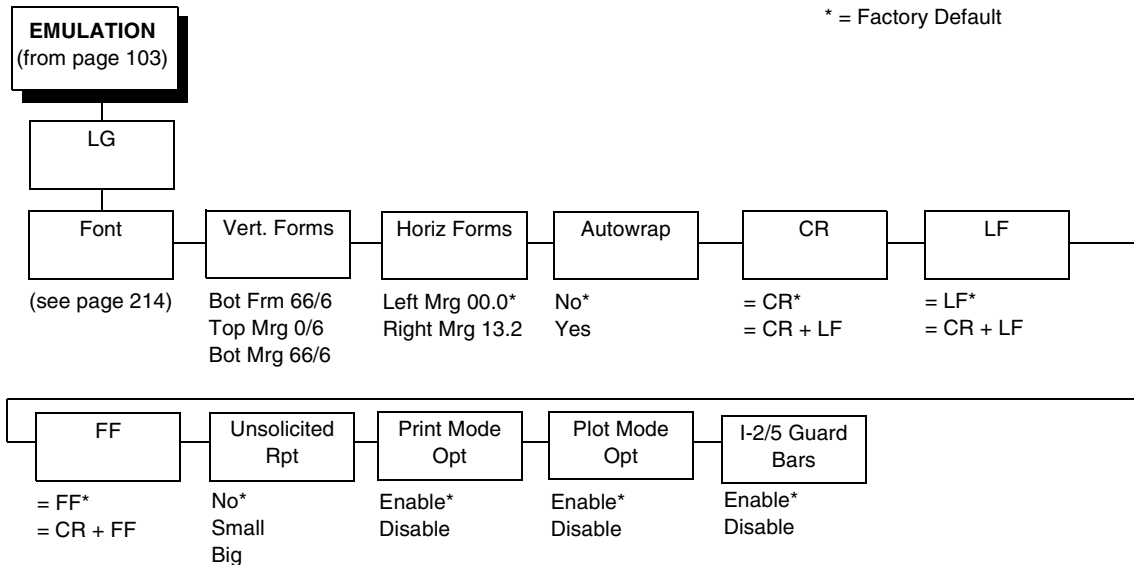 * = Factory Default
EMULATION
(from page 103)
LG
Font
(see page 214)
Vert. Forms
Bot Frm 66/6
Top Mrg 0/6
Bot Mrg 66/6
Horiz Forms
Left Mrg 00.0*
Right Mrg 13.2
Autowrap
No*
Yes
CR
= CR*
= CR + LF
LF
= LF*
= CR + LF
FF
= FF*
= CR + FF
Unsolicited
Rpt
No*
Small
Big
Print Mode
Opt
Enable*
Disable
Plot Mode
Opt
Enable*
Disable
I-2/5 Guard
Bars
Enable*
Disable